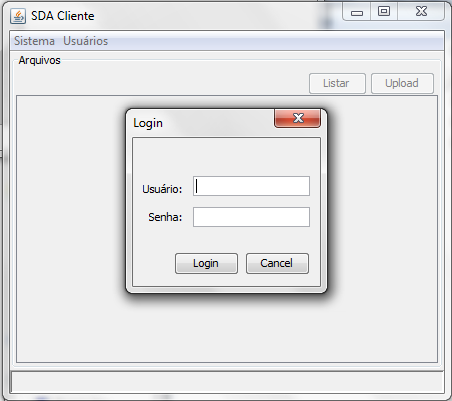 SDA Cliente
Sistema Usuários
Arquivos
Listar Upload
Login
Usuário:
Senha:
Login Cancel